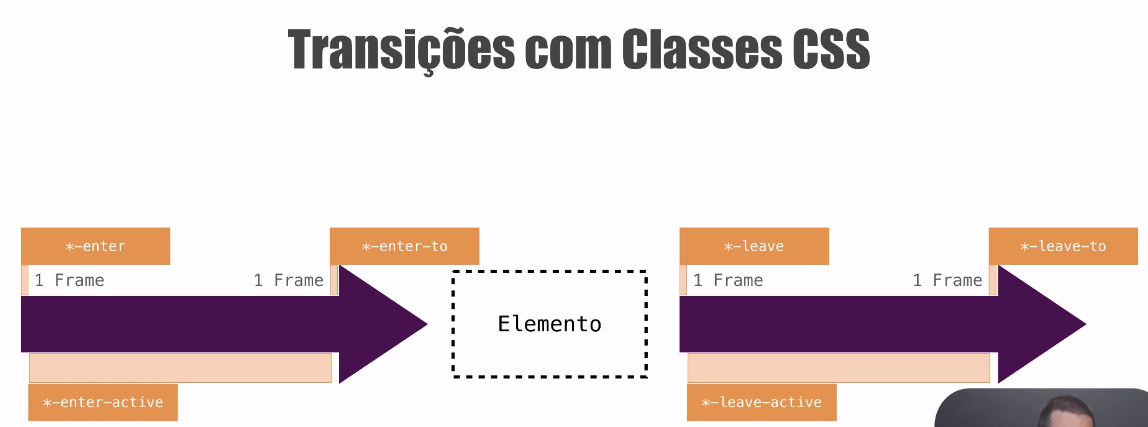 Transições com Classes CSS
*-enter
*-enter-to
*-leave
*-leave-to
1 Frame
1 Frame
1 Frame
1 Frame
Elemento
*-enter-active
*-leave-active